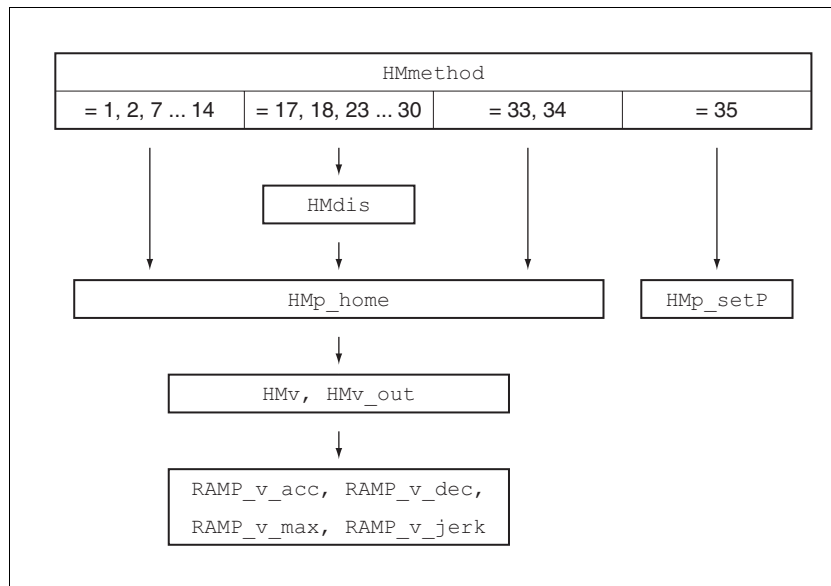 HMmethod
= 1, 2, 7 ... 14
= 17, 18, 23 ... 30
= 33, 34
= 35
HMdis
HMp_home
HMp_setP
HMv, HMv_out
RAMP_v_acc, RAMP_v_dec,
RAMP_v_max, RAMP_v_jerk